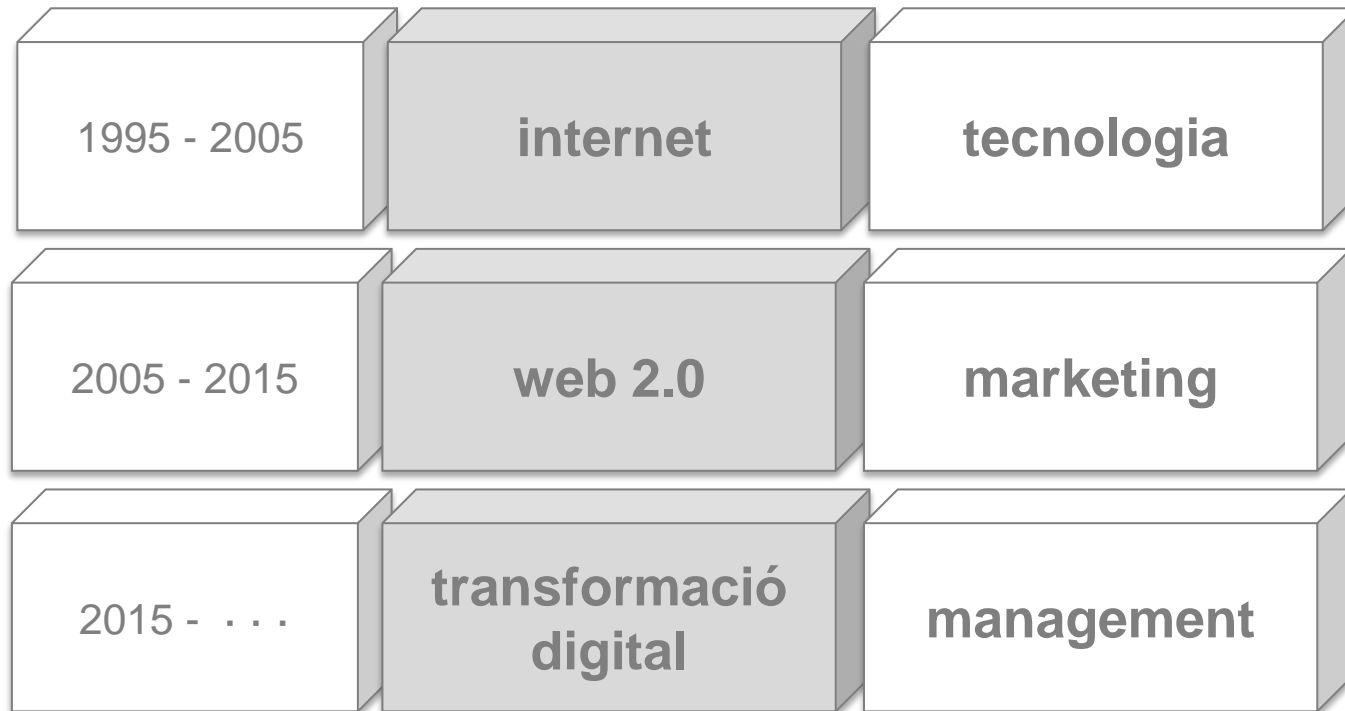 1995 - 2005
internet
tecnologia
2005 - 2015
web 2.0
marketing
2015 - · · ·
transformació
digital
management